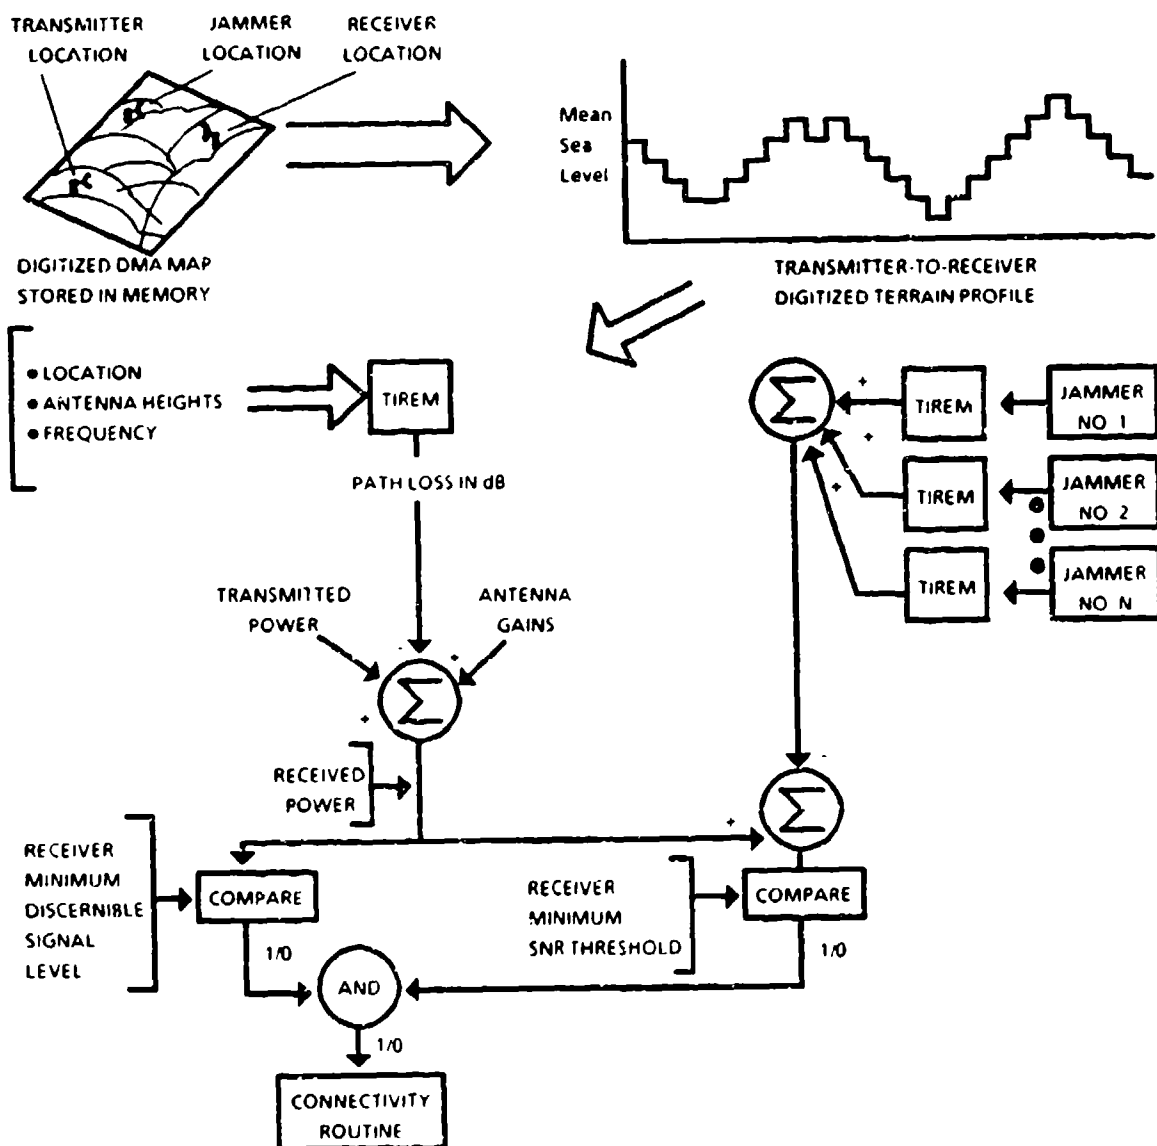 TRANSMITTER
LOCATION
JAMMER
LOCATION
RECEIVER
LOCATION
DIGITIZED DMA MAP
STORED IN MEMORY
Mean
Sea
Level
TRANSMITTER-TO-RECEIVER
DIGITIZED TERRAIN PROFILE
● LOCATION
● ANTENNA HEIGHTS
● FREQUENCY
TIREM
PATH LOSS IN dB
Σ
+
+
+
TIREM
JAMMER
NO 1
TIREM
JAMMER
NO 2
TIREM
JAMMER
NO N
TRANSMITTED
POWER
ANTENNA
GAINS
-
+
+
Σ
RECEIVED
POWER
-
+
Σ
RECEIVER
MINIMUM
DISCERNIBLE
SIGNAL
LEVEL
COMPARE
1/0
RECEIVER
MINIMUM
SNR THRESHOLD
COMPARE
1/0
AND
1/0
CONNECTIVITY
ROUTINE